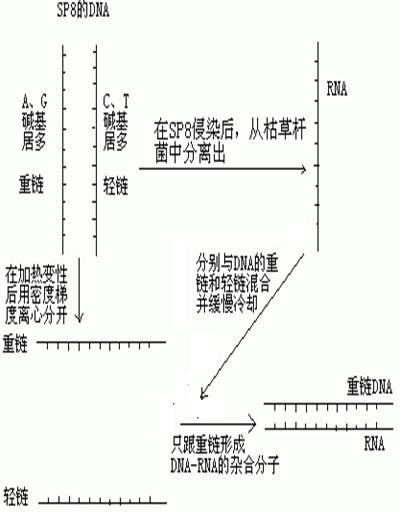 SP8的DNA
A、G
碱基
居多
重链
C、T
碱基
居多
轻链
在SP8侵染后，从枯草杆
菌中分离出
RNA
在加热变性
后用密度梯
度离心分开
分别与DNA的重
链和轻链混合
并缓慢冷却
重链
只跟重链形成
DNA-RNA的杂合分子
重链DNA
RNA
轻链